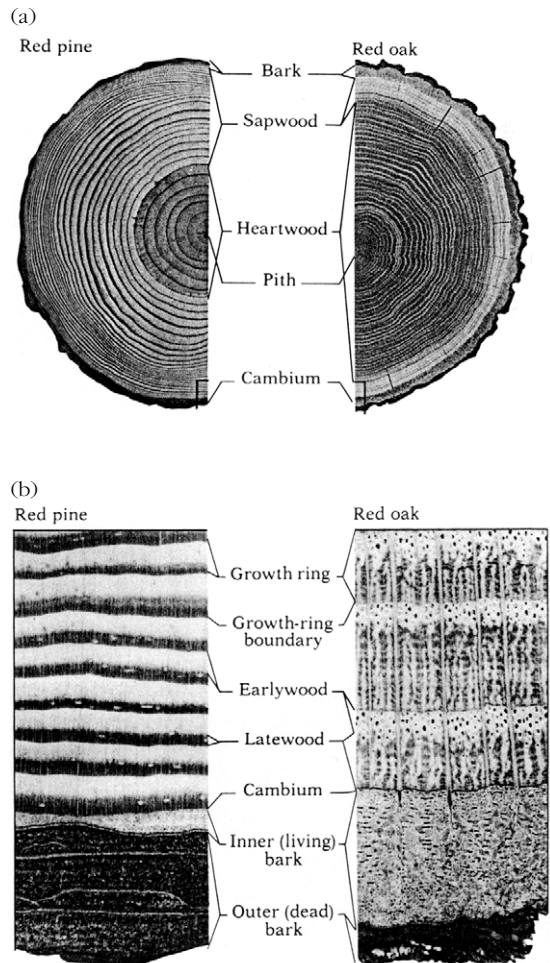 (a)
Red pine
Red oak
Bark
Sapwood
Heartwood
Pith
Cambium
(b)
Red pine
Red oak
Growth ring
Growth-ring
boundary
Earlywood
Latewood
Cambium
Inner (living)
bark
Outer (dead)
bark